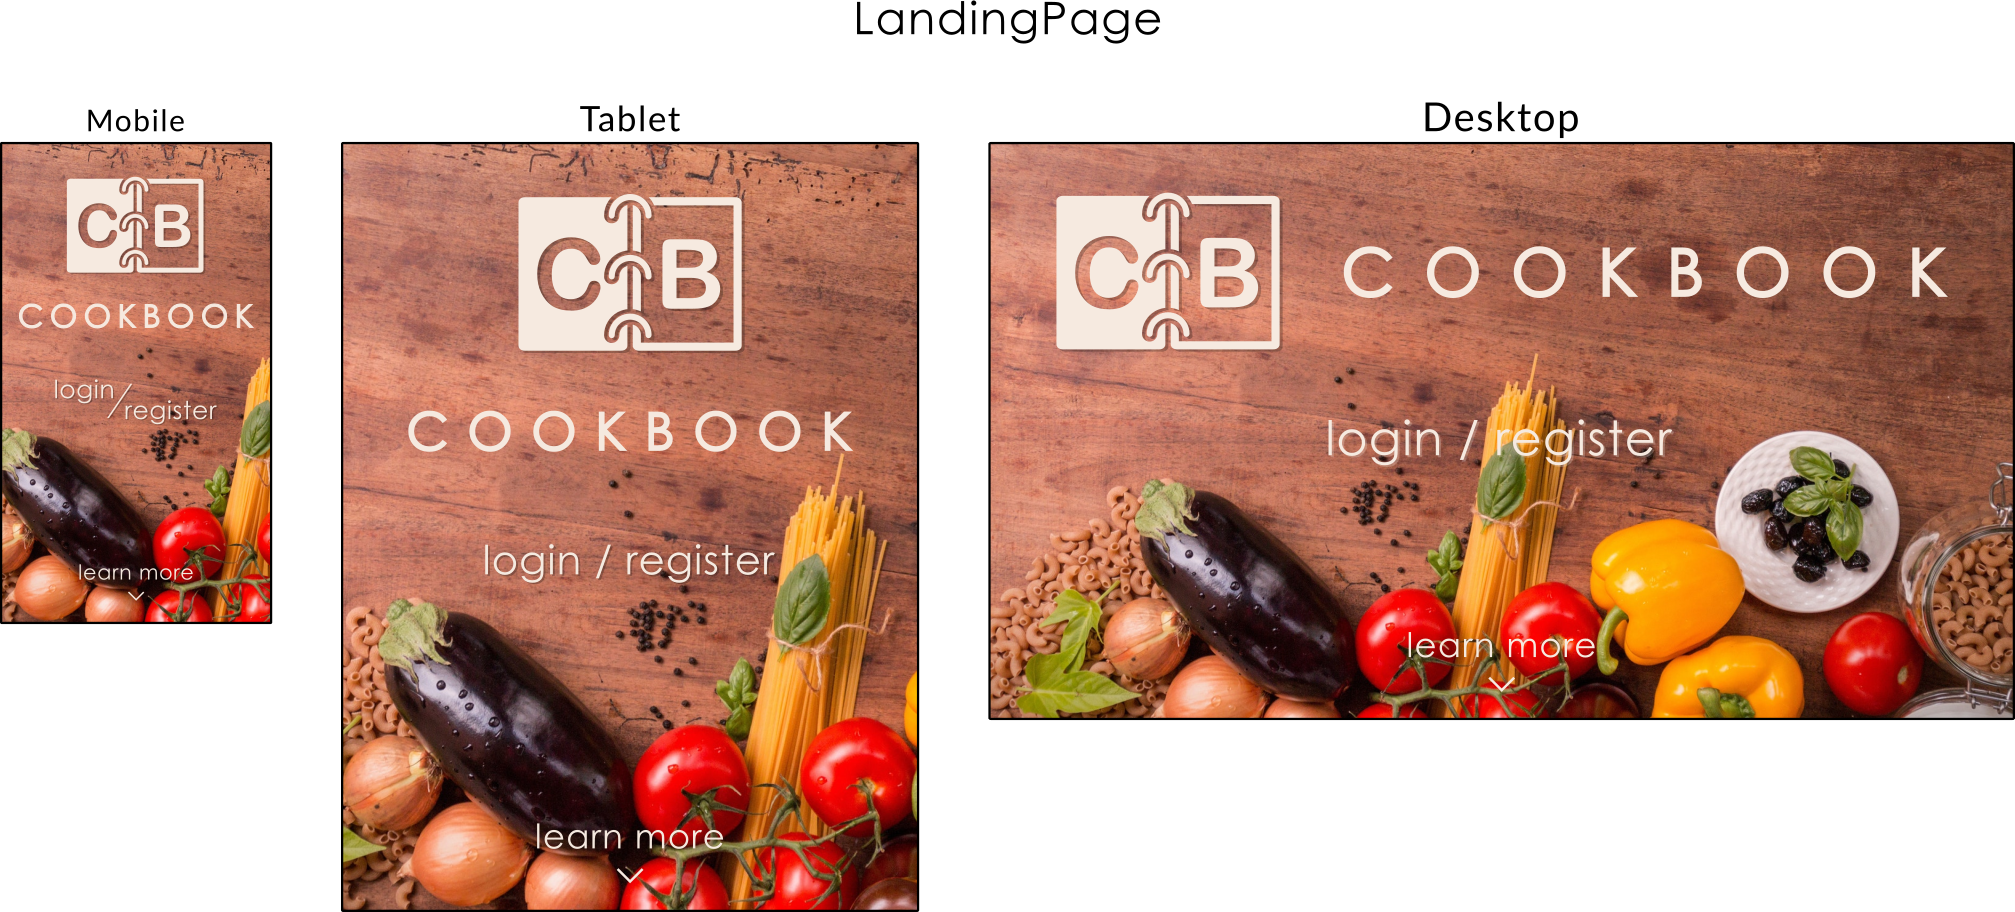 LandingPage
Mobile
CB
COOKBOOK
login/register
learn more
Tablet
CB
COOKBOOK
login / register
learn more
Desktop
CB
COOKBOOK
login / register
learn more